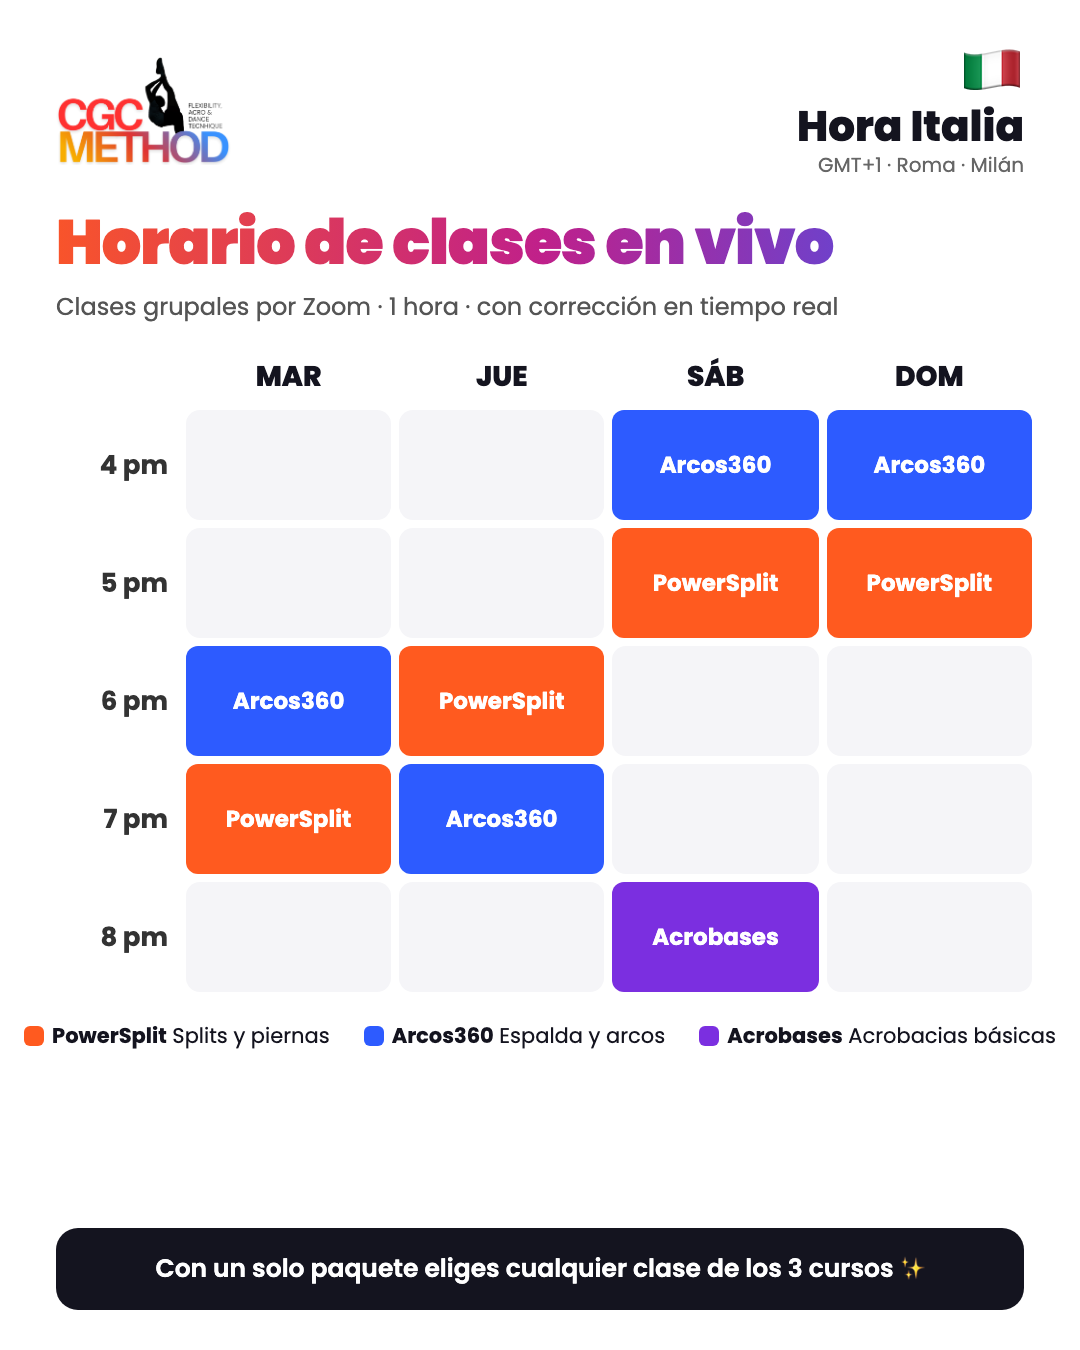 CGC
METHOD
FLEXIBILITY,
ACRO &
DANCE
TECNHIQUE
Hora Italia
GMT+1 · Roma · Milán
Horario de clases en vivo
Clases grupales por Zoom · 1 hora · con corrección en tiempo real
MAR JUE SÁB DOM
4 pm Arcos360 Arcos360
5 pm PowerSplit PowerSplit
6 pm Arcos360 PowerSplit
7 pm PowerSplit Arcos360
8 pm Acrobases
PowerSplit Splits y piernas Arcos360 Espalda y arcos Acrobases Acrobacias básicas
Con un solo paquete eliges cualquier clase de los 3 cursos ✨